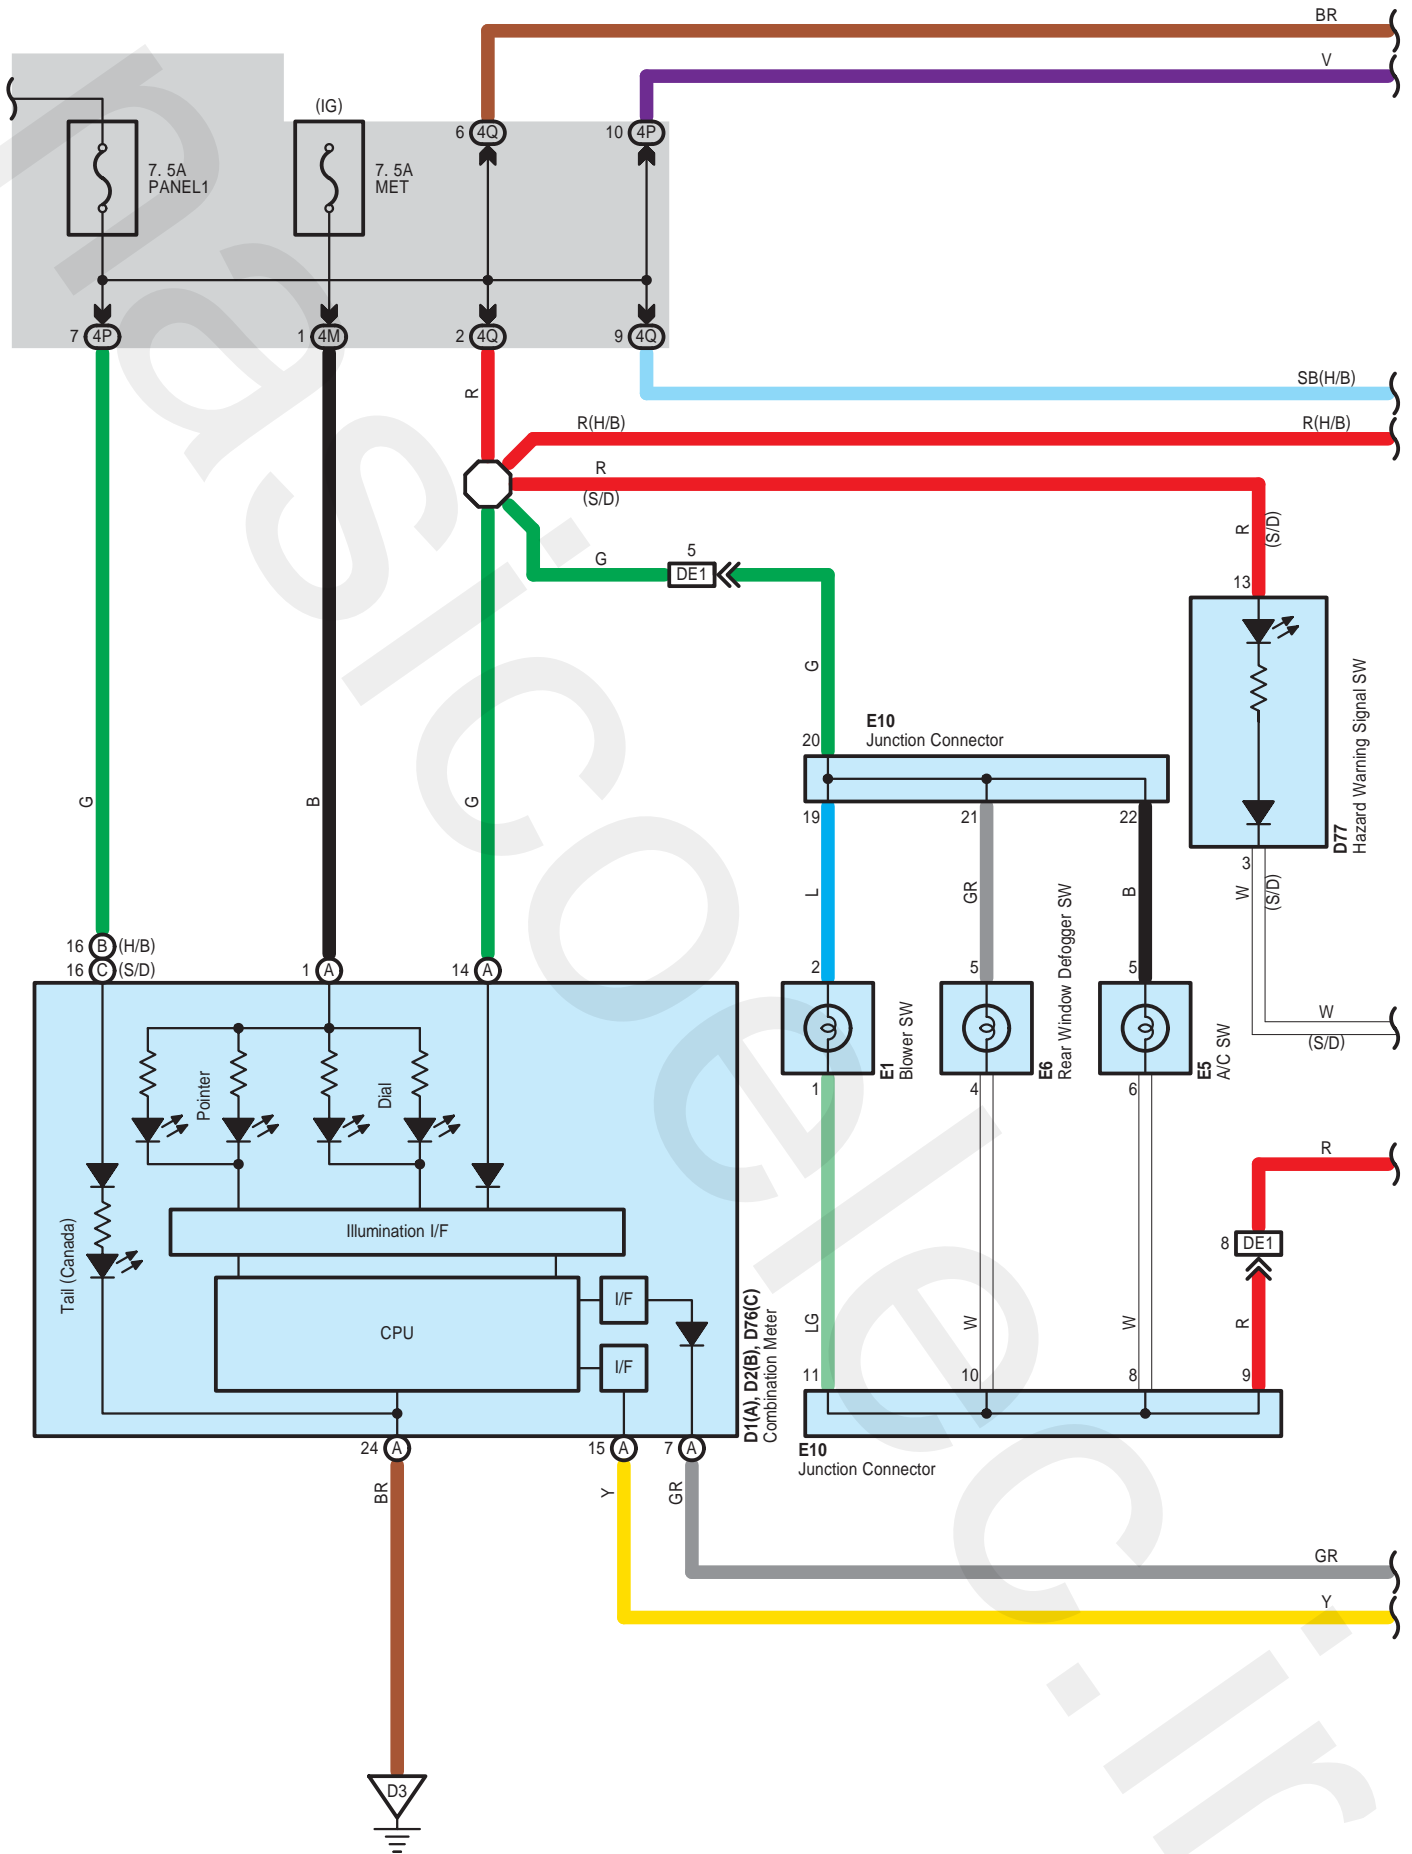 BR
V
(IG)
6 4Q
10 4P
7. 5A
PANEL1
7. 5A
MET
7 4P
1 4M
2 4Q
9 4Q
SB(H/B)
R
R(H/B)
R(H/B)
R
(S/D)
R
(S/D)
G
5
DE1
13
G
E10
Junction Connector
20
D77
Hazard Warning Signal SW
G
B
G
19
21
22
3
L
GR
B
W
(S/D)
16 B (H/B)
16 C (S/D)
1 A
14 A
2
5
5
E1
Blower SW
E6
Rear Window Defogger SW
E5
A/C SW
W
(S/D)
Pointer
Dial
1
4
6
R
Tail (Canada)
Illumination I/F
8 DE1
CPU
I/F
I/F
D1(A), D2(B), D76(C)
Combination Meter
LG
W
W
R
11
10
8
9
24 A
15 A
7 A
E10
Junction Connector
BR
Y
GR
GR
Y
D3
naslcoelec.ir